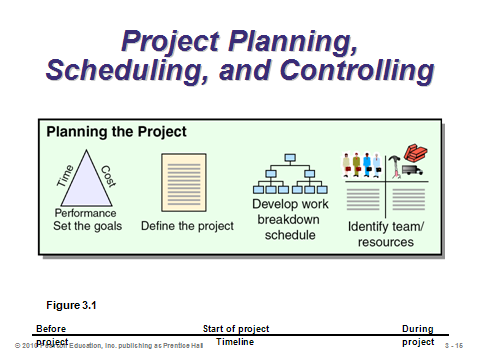 Project Planning,
Scheduling, and Controlling
Planning the Project
Time
Cost
Performance
Set the goals
Define the project
Develop work
breakdown
schedule
Identify team/
resources
Figure 3.1
Before
project
Start of project
Timeline
During
project
© 2010 Pearson Education, Inc. publishing as Prentice Hall
3 - 15